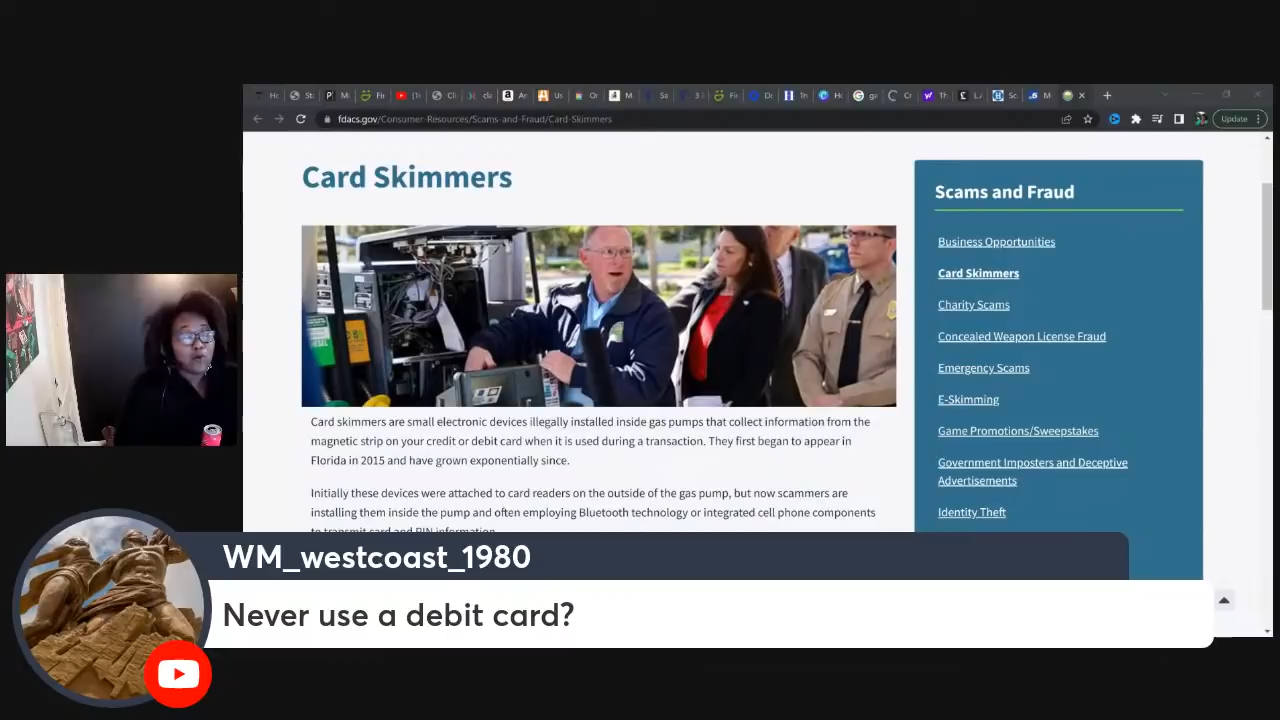 fdacs.gov/Consumer-Resources/Scams-and-Fraud/Card-Skimmers
Update
Card Skimmers
Card skimmers are small electronic devices illegally installed inside gas pumps that collect information from the
magnetic strip on your credit or debit card when it is used during a transaction. They first began to appear in
Florida in 2015 and have grown exponentially since.
Initially these devices were attached to card readers on the outside of the gas pump, but now scammers are
installing them inside the pump and often employing Bluetooth technology or integrated cell phone components
to transmit card and PIN information.
Scams and Fraud
Business Opportunities
Card Skimmers
Charity Scams
Concealed Weapon License Fraud
Emergency Scams
E-Skimming
Game Promotions/Sweepstakes
Government Imposters and Deceptive
Advertisements
Identity Theft
WM_westcoast_1980
Never use a debit card?